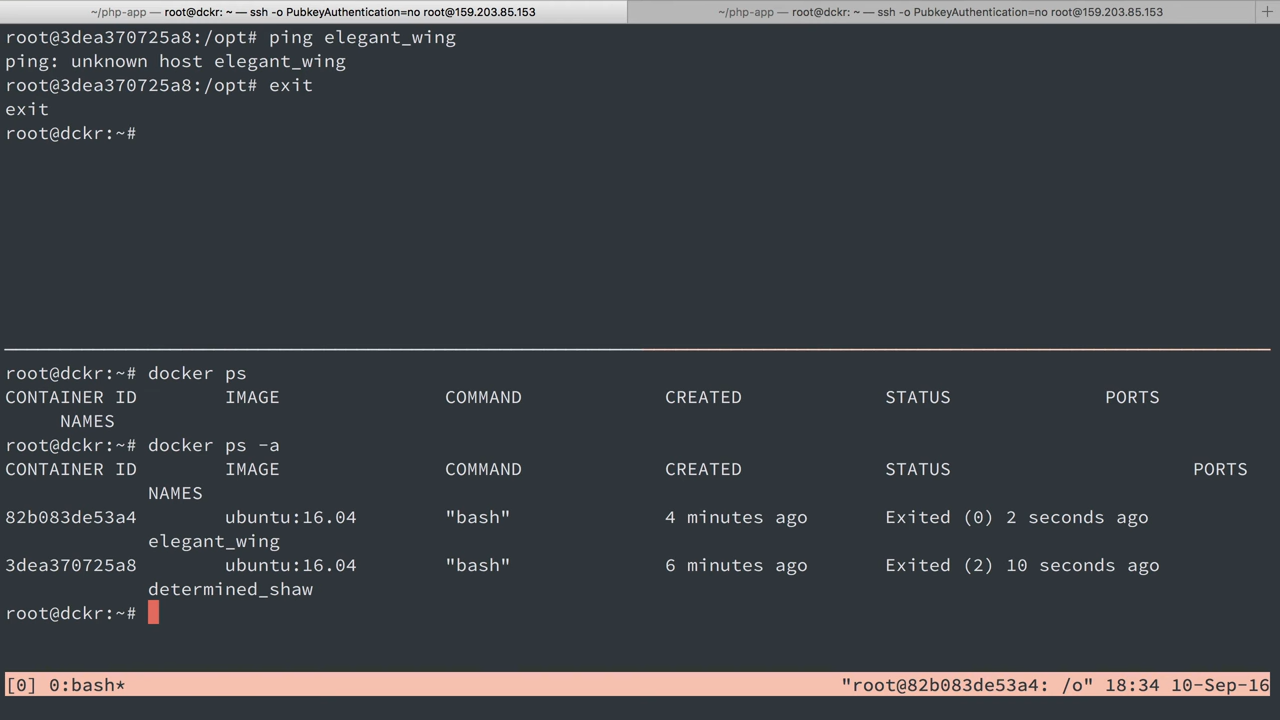 ~/php-app — root@dckr: ~ — ssh -o PubkeyAuthentication=no root@159.203.85.153
~/php-app — root@dckr: ~ — ssh -o PubkeyAuthentication=no root@159.203.85.153
+
root@3dea370725a8:/opt# ping elegant_wing
ping: unknown host elegant_wing
root@3dea370725a8:/opt# exit
exit
root@dckr:~#
root@dckr:~# docker ps
CONTAINER ID        IMAGE               COMMAND             CREATED             STATUS              PORTS
     NAMES
root@dckr:~# docker ps -a
CONTAINER ID        IMAGE               COMMAND             CREATED             STATUS                      PORTS
             NAMES
82b083de53a4        ubuntu:16.04        "bash"              4 minutes ago       Exited (0) 2 seconds ago
             elegant_wing
3dea370725a8        ubuntu:16.04        "bash"              6 minutes ago       Exited (2) 10 seconds ago
             determined_shaw
root@dckr:~#
[0] 0:bash* "root@82b083de53a4: /o" 18:34 10-Sep-16